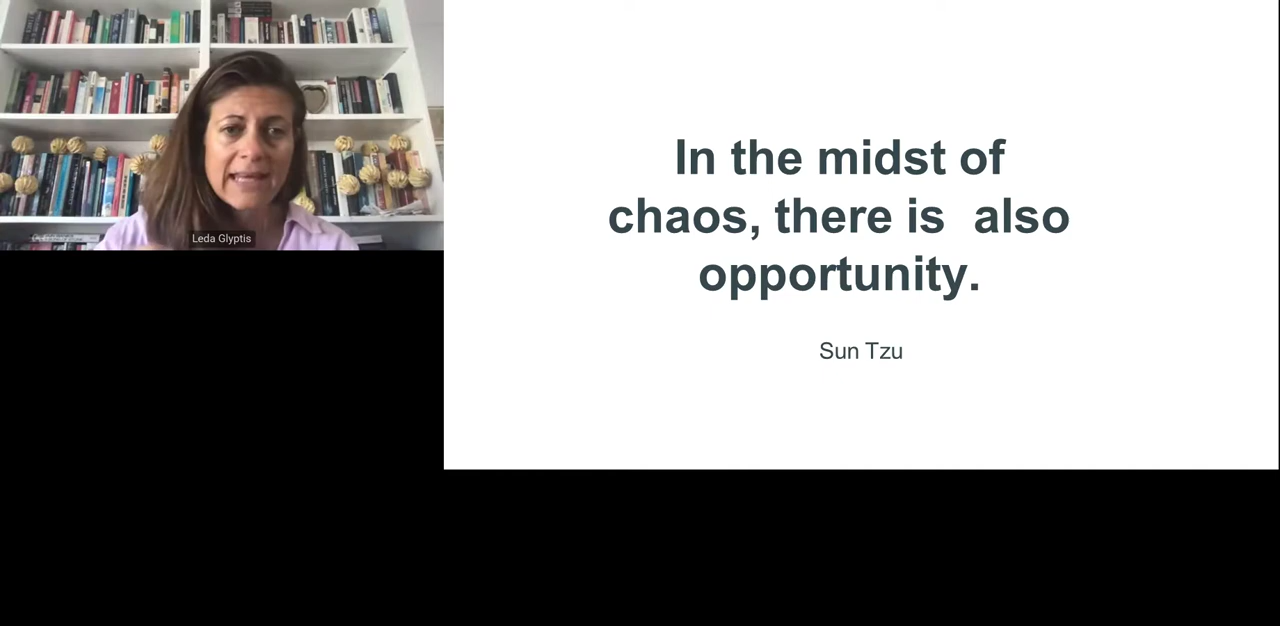 Leda Glyptis
In the midst of
chaos, there is  also
opportunity.
Sun Tzu